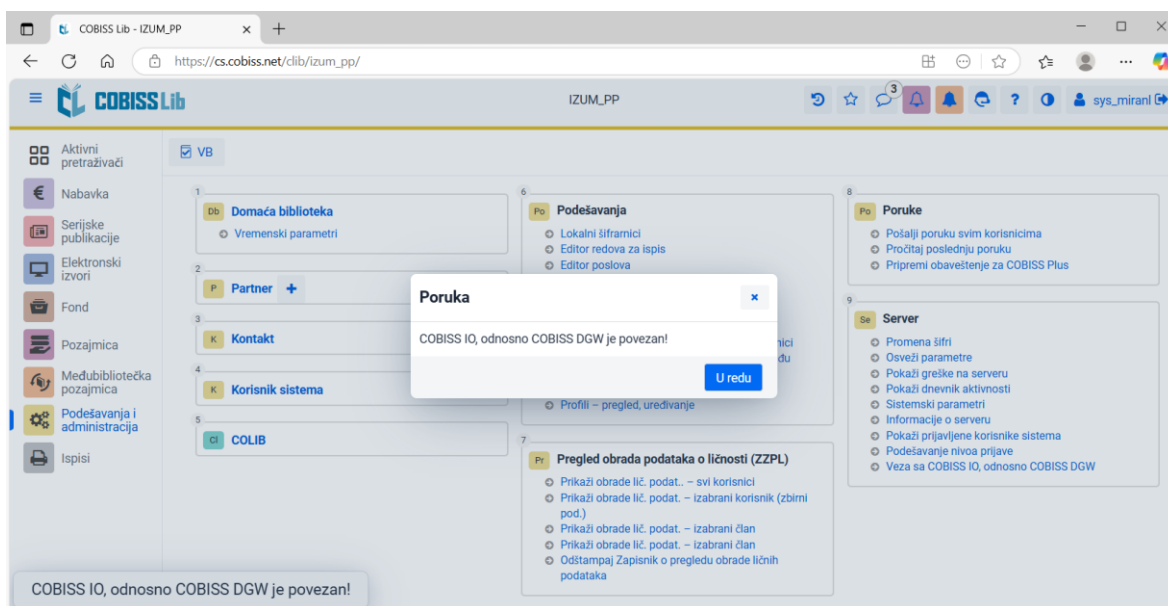 COBISS Lib - IZUM_PP
https://cs.cobiss.net/clib/izum_pp/
COBISS Lib
IZUM_PP
3
sys_miranl
Aktivni
pretraživači
Nabavka
Serijske
publikacije
Elektronski
izvori
Fond
Pozajmica
Međubibliotečka
pozajmica
Podešavanja i
administracija
Ispisi
VB
1
Db Domaća biblioteka
Vremenski parametri
2
P Partner +
3
K Kontakt
4
K Korisnik sistema
5
Cl COLIB
6
Po Podešavanja
Lokalni šifrarnici
Editor redova za ispis
Editor poslova
nici
đu
Profili – pregled, uređivanje
7
Pr Pregled obrada podataka o ličnosti (ZZPL)
Prikaži obrade lič. podat.. – svi korisnici
Prikaži obrade lič. podat. – izabrani korisnik (zbirni
pod.)
Prikaži obrade lič. podat. – izabrani član
Prikaži obrade lič. podat. – izabrani član
Odštampaj Zapisnik o pregledu obrade ličnih
podataka
8
Po Poruke
Pošalji poruku svim korisnicima
Pročitaj poslednju poruku
Pripremi obaveštenje za COBISS Plus
9
Se Server
Promena šifri
Osveži parametre
Pokaži greške na serveru
Pokaži dnevnik aktivnosti
Sistemski parametri
Informacije o serveru
Pokaži prijavljene korisnike sistema
Podešavanje nivoa prijave
Veza sa COBISS IO, odnosno COBISS DGW
Poruka
COBISS IO, odnosno COBISS DGW je povezan!
U redu
COBISS IO, odnosno COBISS DGW je povezan!